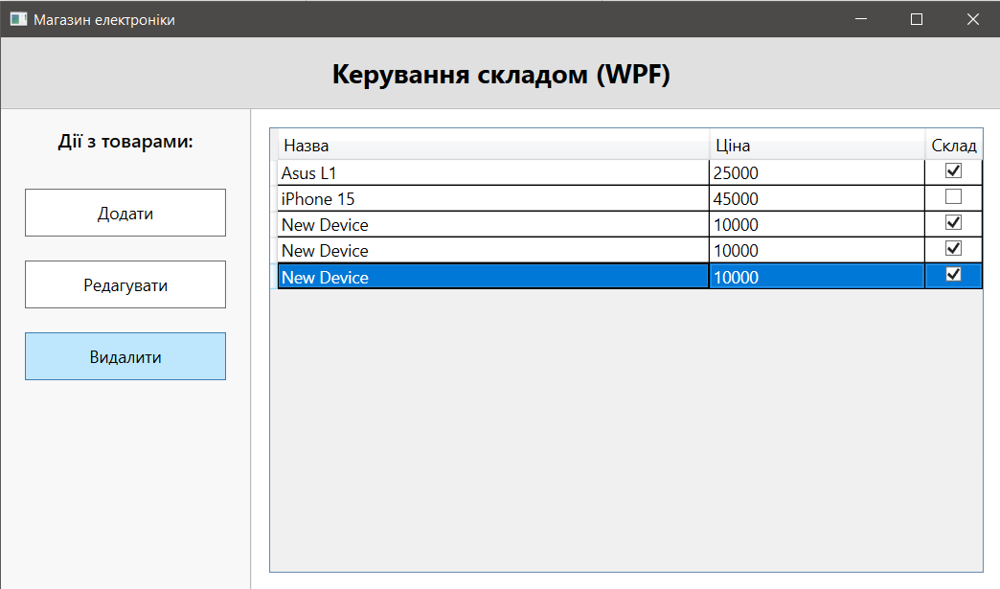 Магазин електроніки
Керування складом (WPF)
Дії з товарами:
Додати
Редагувати
Видалити
Назва Ціна Склад
Asus L1 25000
iPhone 15 45000
New Device 10000
New Device 10000
New Device 10000